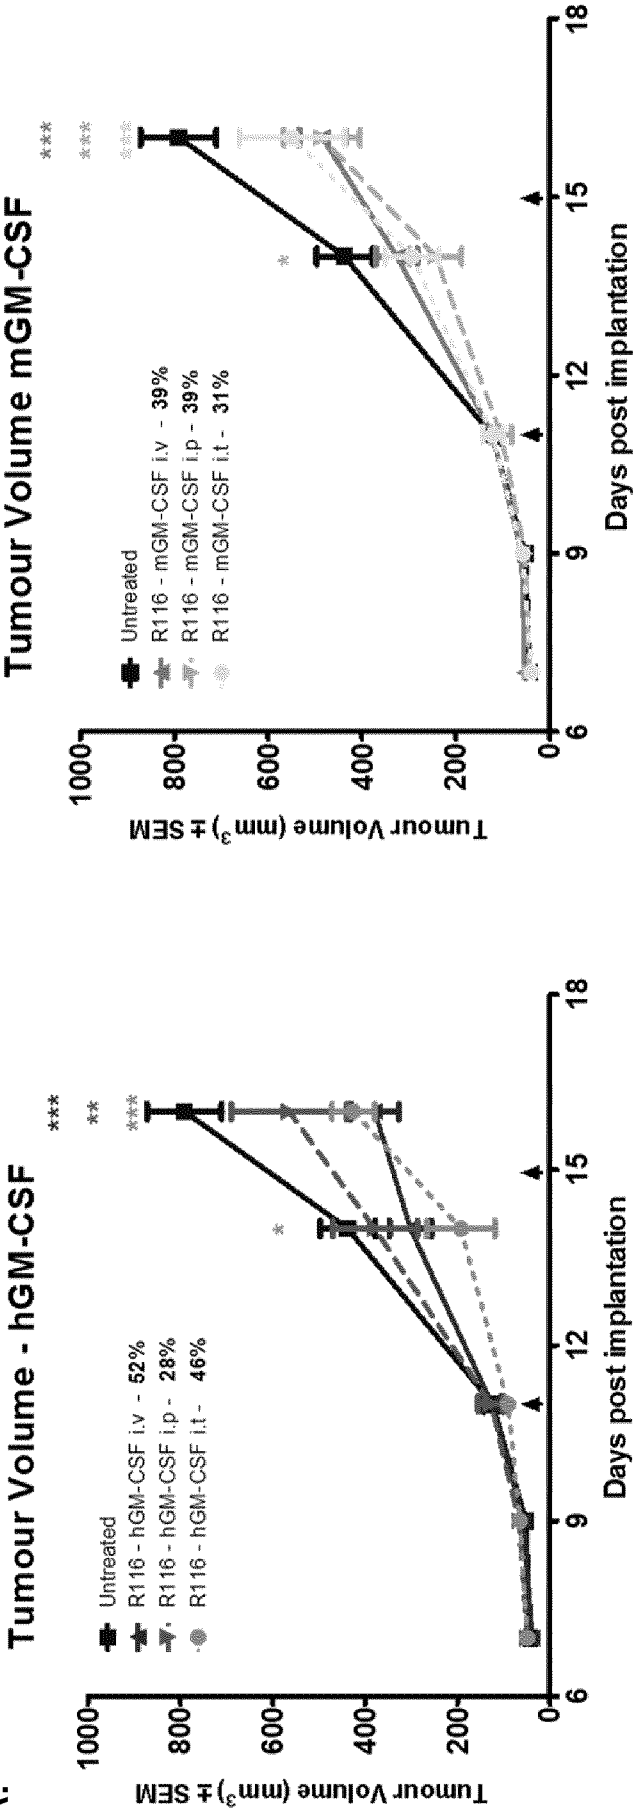 Tumour Volume - hGM-CSF
Untreated
R116 - hGM-CSF i.v - 52%
R116 - hGM-CSF i.p - 28%
R116 - hGM-CSF i.t - 46%
***
**
***
*
Tumour Volume (mm³) ± SEM
1000
800
600
400
200
0
6
9
12
15
18
Days post implantation
Tumour Volume mGM-CSF
Untreated
R116 - mGM-CSF i.v - 39%
R116 - mGM-CSF i.p - 39%
R116 - mGM-CSF i.t - 31%
***
***
***
*
Tumour Volume (mm³) ± SEM
1000
800
600
400
200
0
6
9
12
15
18
Days post implantation